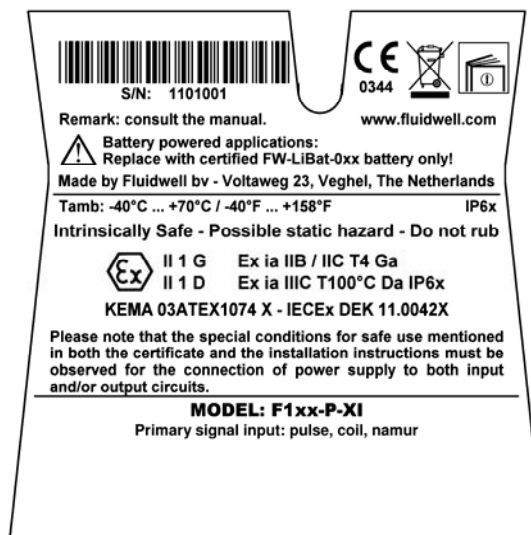 CE
0344
S/N: 1101001
Remark: consult the manual. www.fluidwell.com
Battery powered applications:
Replace with certified FW-LiBat-0xx battery only!
Made by Fluidwell bv - Voltaweg 23, Veghel, The Netherlands
Tamb: -40°C ... +70°C / -40°F ... +158°F IP6x
Intrinsically Safe - Possible static hazard - Do not rub
Ex II 1 G Ex ia IIB / IIC T4 Ga
II 1 D Ex ia IIIC T100°C Da IP6x
KEMA 03ATEX1074 X - IECEx DEK 11.0042X
Please note that the special conditions for safe use mentioned
in both the certificate and the installation instructions must be
observed for the connection of power supply to both input
and/or output circuits.
MODEL: F1xx-P-XI
Primary signal input: pulse, coil, namur